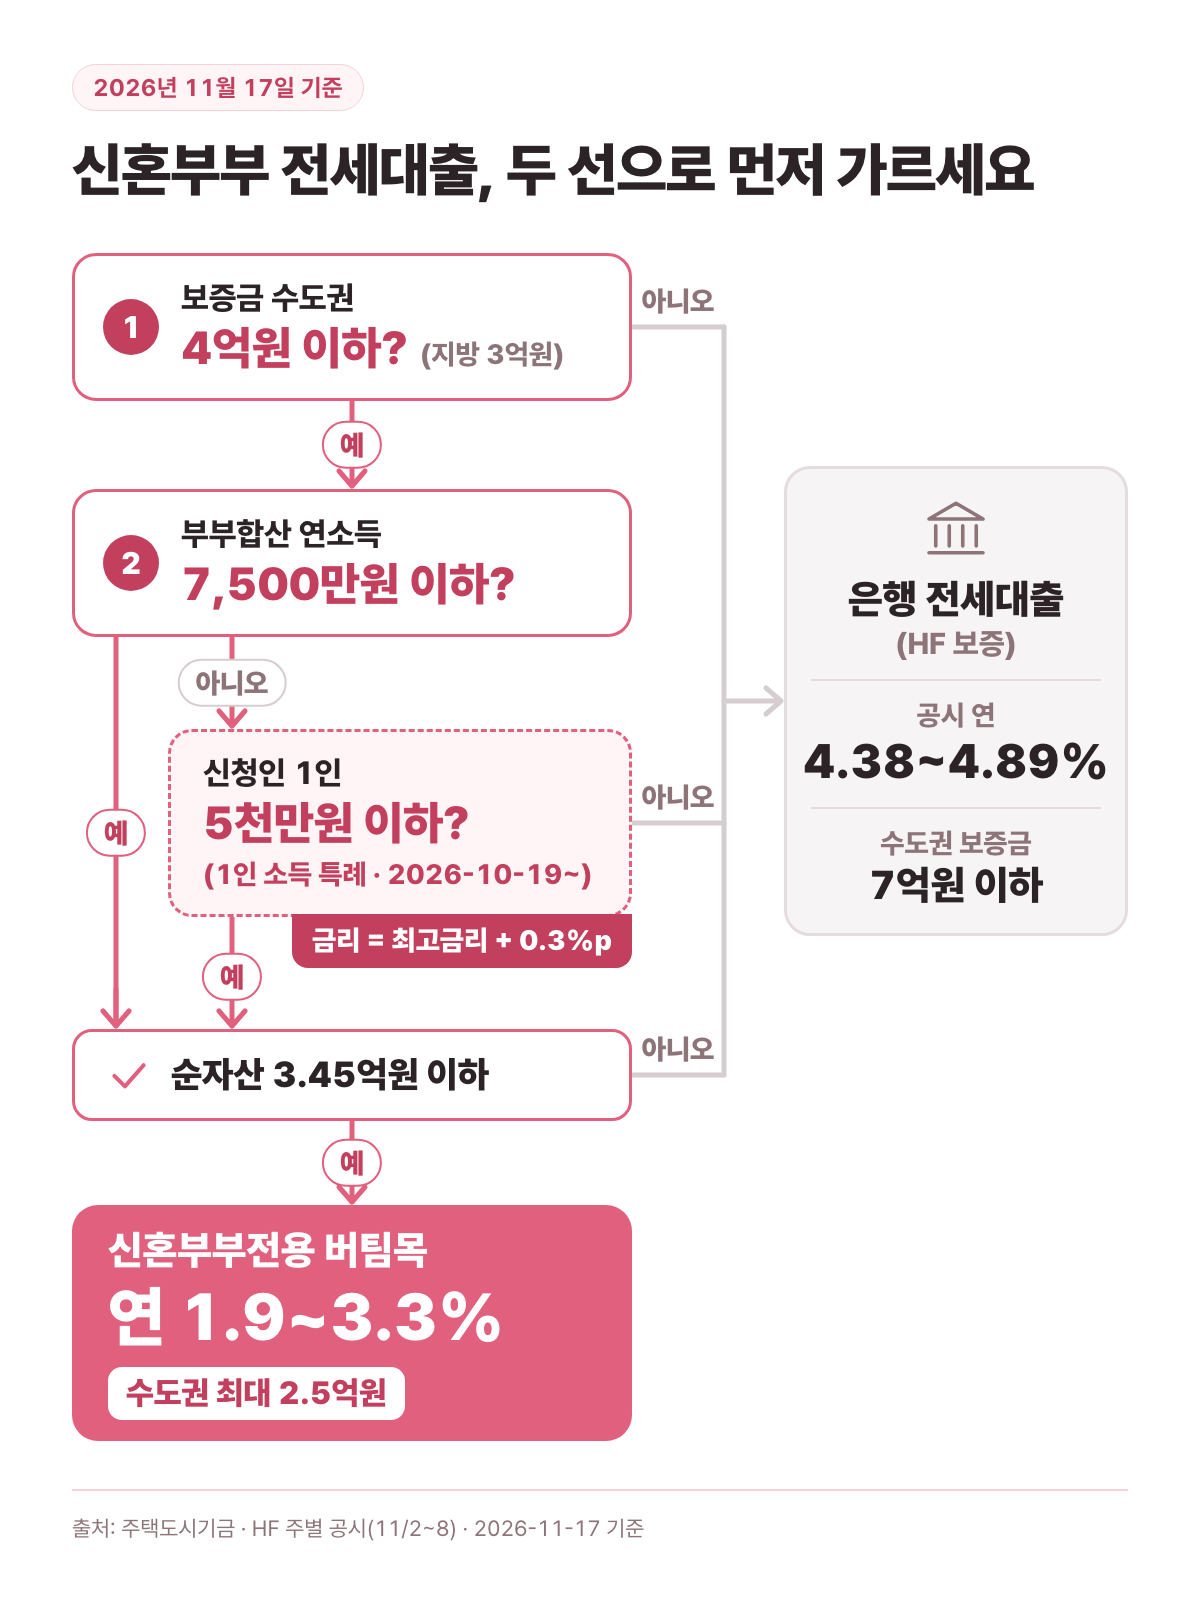 2026년 11월 17일 기준
신혼부부 전세대출, 두 선으로 먼저 가르세요
1
보증금 수도권
4억원 이하? (지방 3억원)
아니오
예
2
부부합산 연소득
7,500만원 이하?
아니오
신청인 1인
5천만원 이하?
(1인 소득 특례 · 2026-10-19~)
아니오
금리 = 최고금리 + 0.3%p
예
예
순자산 3.45억원 이하
아니오
예
신혼부부전용 버팀목
연 1.9~3.3%
수도권 최대 2.5억원
은행 전세대출
(HF 보증)
공시 연
4.38~4.89%
수도권 보증금
7억원 이하
출처: 주택도시기금 · HF 주별 공시(11/2~8) · 2026-11-17 기준